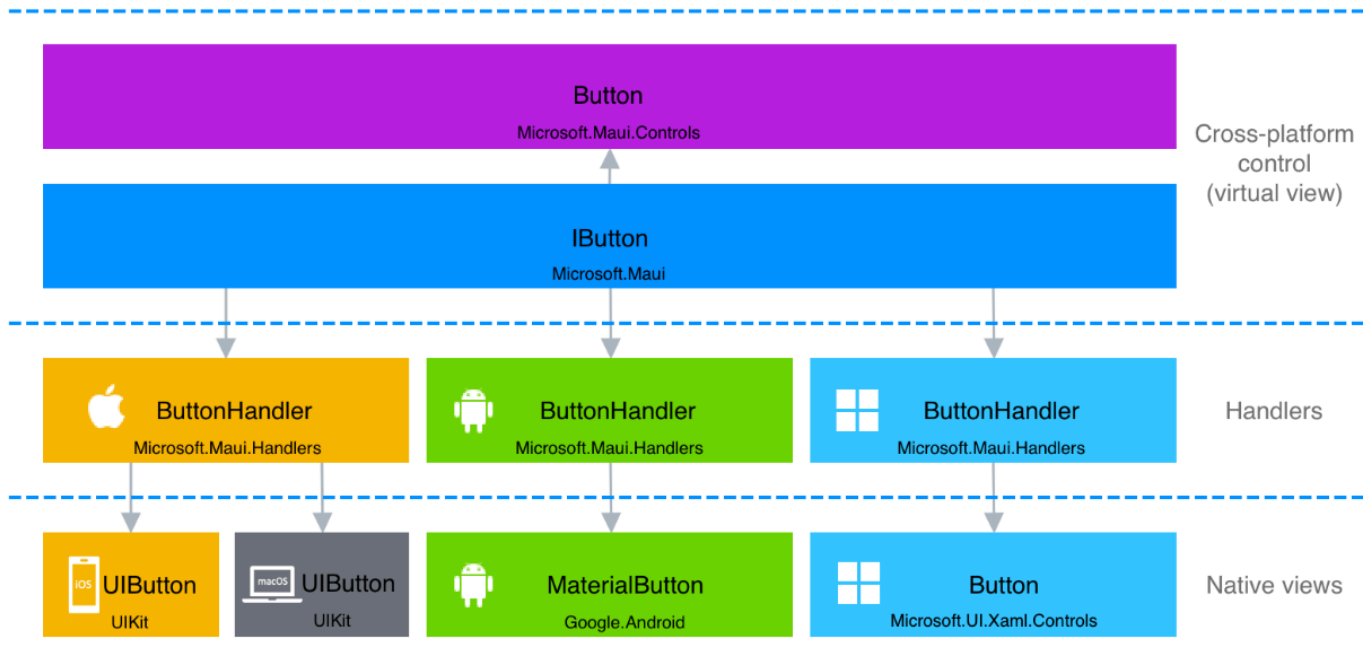 Button
Microsoft.Maui.Controls
Cross-platform
control
(virtual view)
IButton
Microsoft.Maui
ButtonHandler
Microsoft.Maui.Handlers
ButtonHandler
Microsoft.Maui.Handlers
ButtonHandler
Microsoft.Maui.Handlers
Handlers
iOS
UIButton
UIKit
macOS
UIButton
UIKit
MaterialButton
Google.Android
Button
Microsoft.UI.Xaml.Controls
Native views